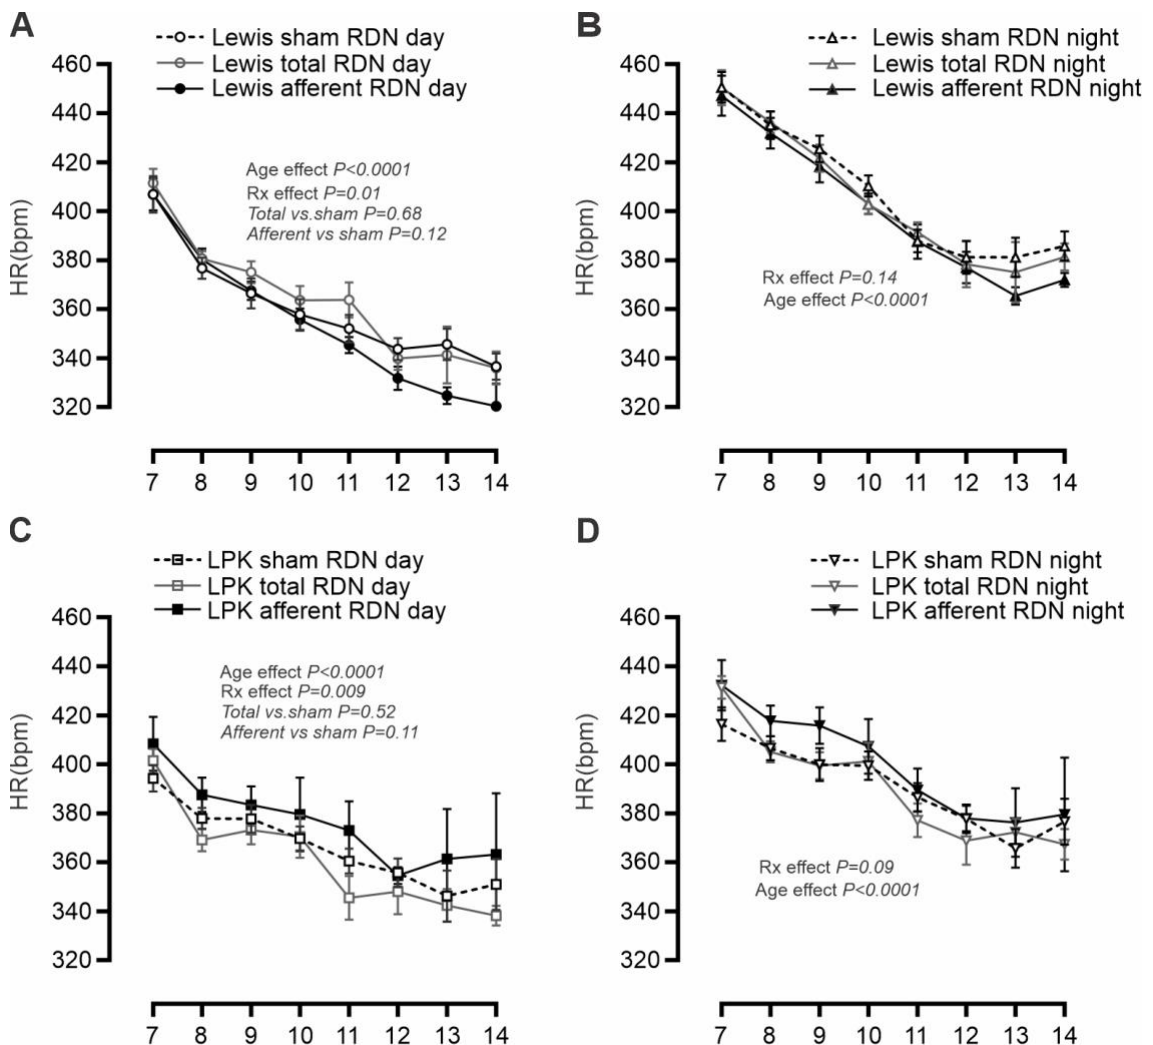 A
Lewis sham RDN day
Lewis total RDN day
Lewis afferent RDN day
HR(bpm)
460
440
420
400
380
360
340
320
Age effect P<0.0001
Rx effect P=0.01
Total vs.sham P=0.68
Afferent vs sham P=0.12
7 8 9 10 11 12 13 14
B
Lewis sham RDN night
Lewis total RDN night
Lewis afferent RDN night
HR(bpm)
460
440
420
400
380
360
340
320
Rx effect P=0.14
Age effect P<0.0001
7 8 9 10 11 12 13 14
C
LPK sham RDN day
LPK total RDN day
LPK afferent RDN day
HR(bpm)
460
440
420
400
380
360
340
320
Age effect P<0.0001
Rx effect P=0.009
Total vs.sham P=0.52
Afferent vs sham P=0.11
7 8 9 10 11 12 13 14
D
LPK sham RDN night
LPK total RDN night
LPK afferent RDN night
HR(bpm)
460
440
420
400
380
360
340
320
Rx effect P=0.09
Age effect P<0.0001
7 8 9 10 11 12 13 14